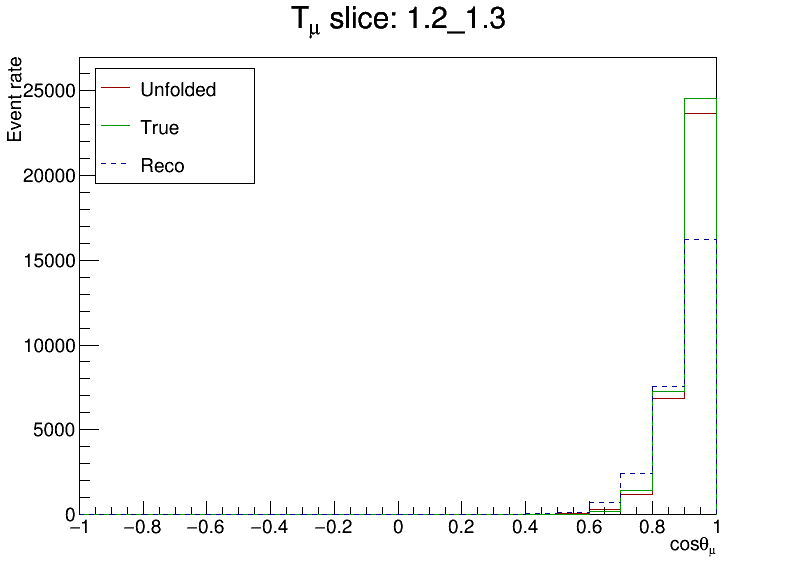 Tμ slice: 1.2_1.3
Event rate
Unfolded
True
Reco
25000
20000
15000
10000
5000
0
−1 −0.8 −0.6 −0.4 −0.2 0 0.2 0.4 0.6 0.8 1
cosθμ